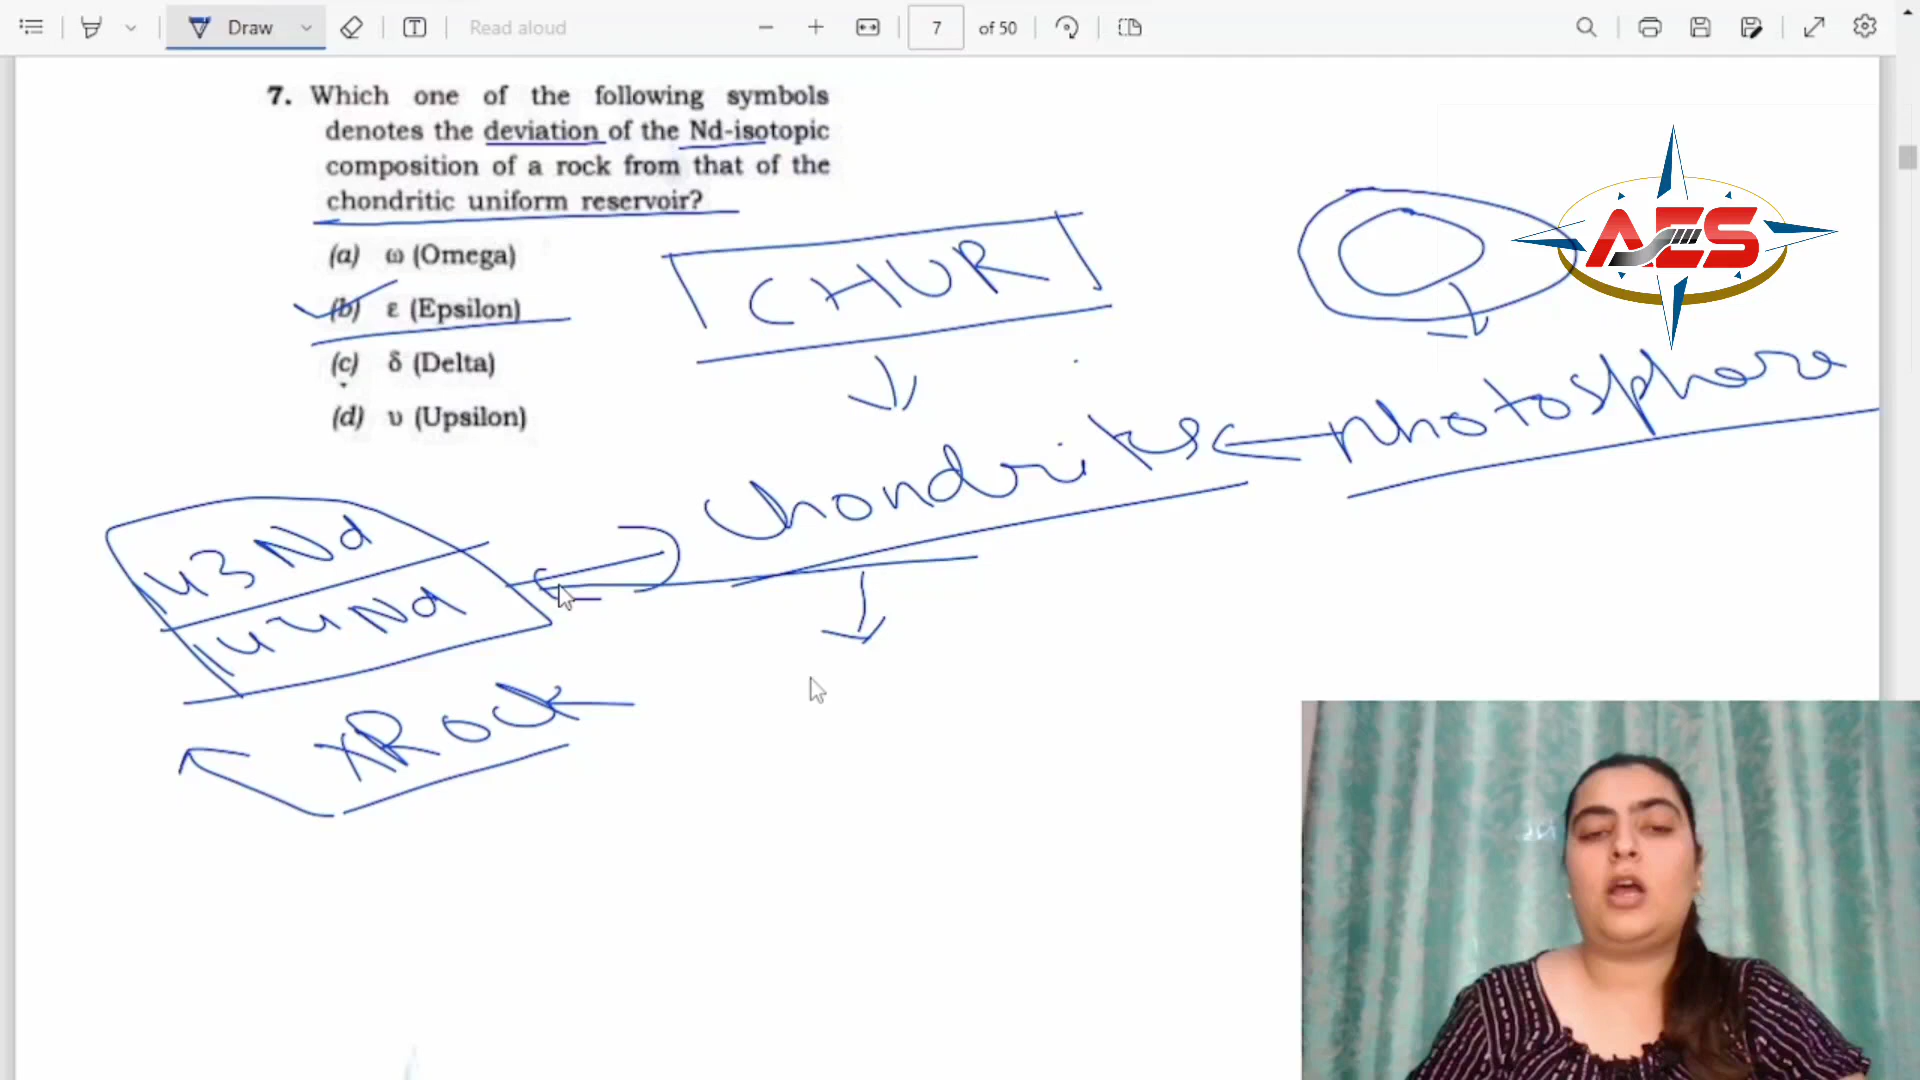 Draw
Read aloud
7
of 50
7. Which one of the following symbols
denotes the deviation of the Nd-isotopic
composition of a rock from that of the
chondritic uniform reservoir?
(a) ω (Omega)
(b) ε (Epsilon)
(c) δ (Delta)
(d) υ (Upsilon)
CHUR
AES
Photosphere
Chondrites
143Nd
144Nd
XRock